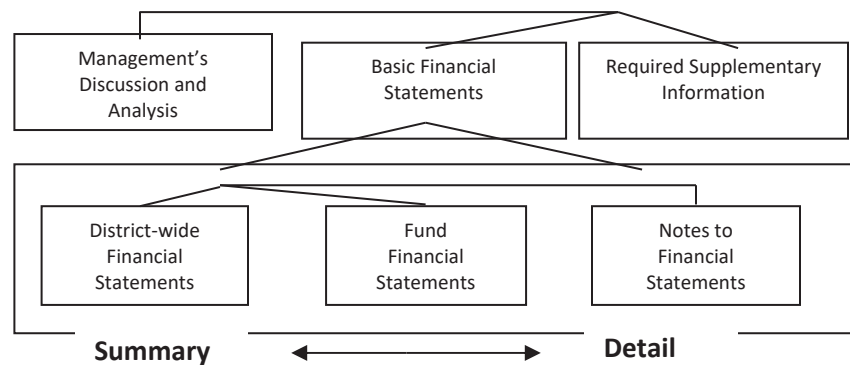 Management’s
Discussion and
Analysis
Basic Financial
Statements
Required Supplementary
Information
District-wide
Financial
Statements
Fund
Financial
Statements
Notes to
Financial
Statements
Summary
Detail